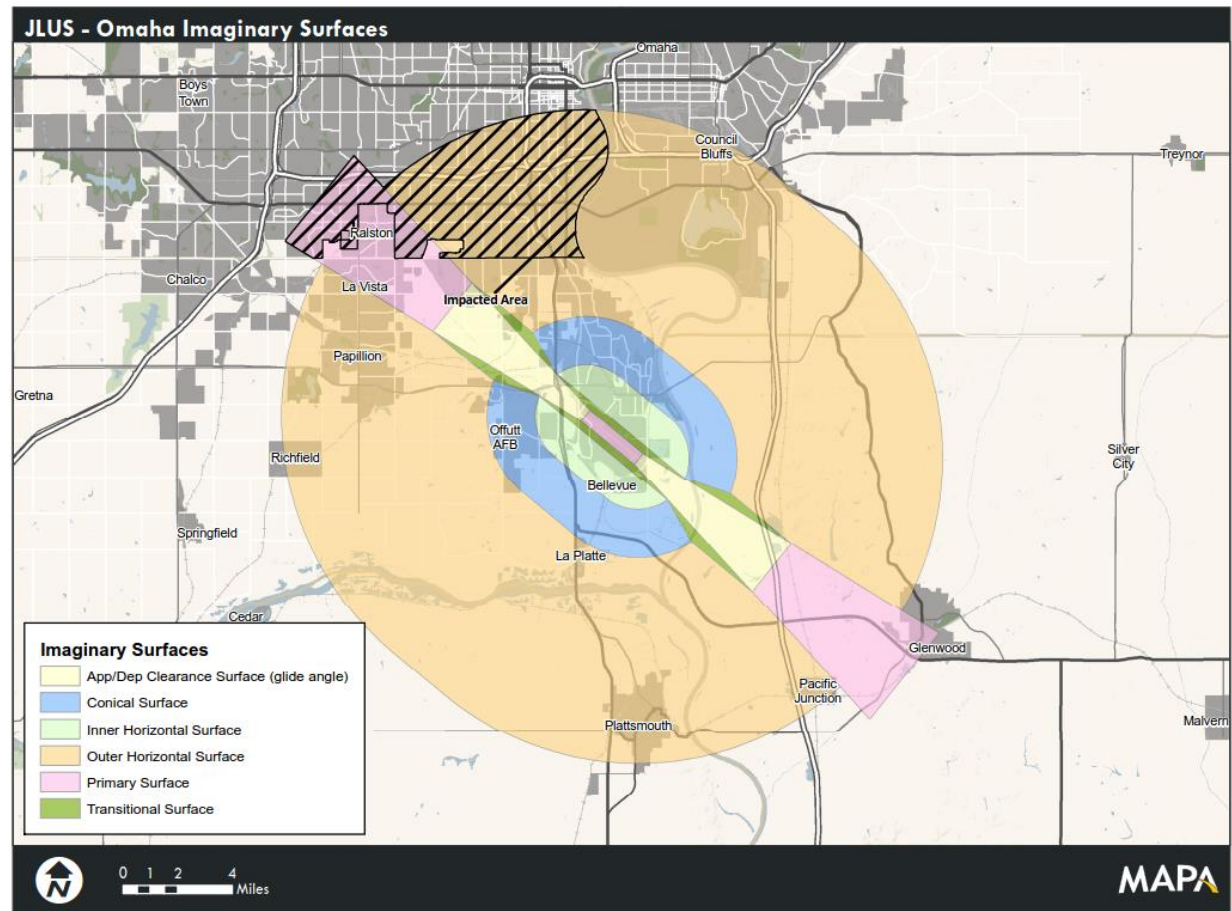 JLUS - Omaha Imaginary Surfaces
Omaha
Boys
Town
Council
Bluffs
Treynor
Ralston
Chalco
La Vista
Impacted Area
Papillion
Gretna
Offutt
AFB
Richfield
Silver
City
Bellevue
Springfield
La Platte
Cedar
Glenwood
Pacific
Junction
Plattsmouth
Malvern
Imaginary Surfaces
App/Dep Clearance Surface (glide angle)
Conical Surface
Inner Horizontal Surface
Outer Horizontal Surface
Primary Surface
Transitional Surface
N
0 1 2 4
Miles
MAPA